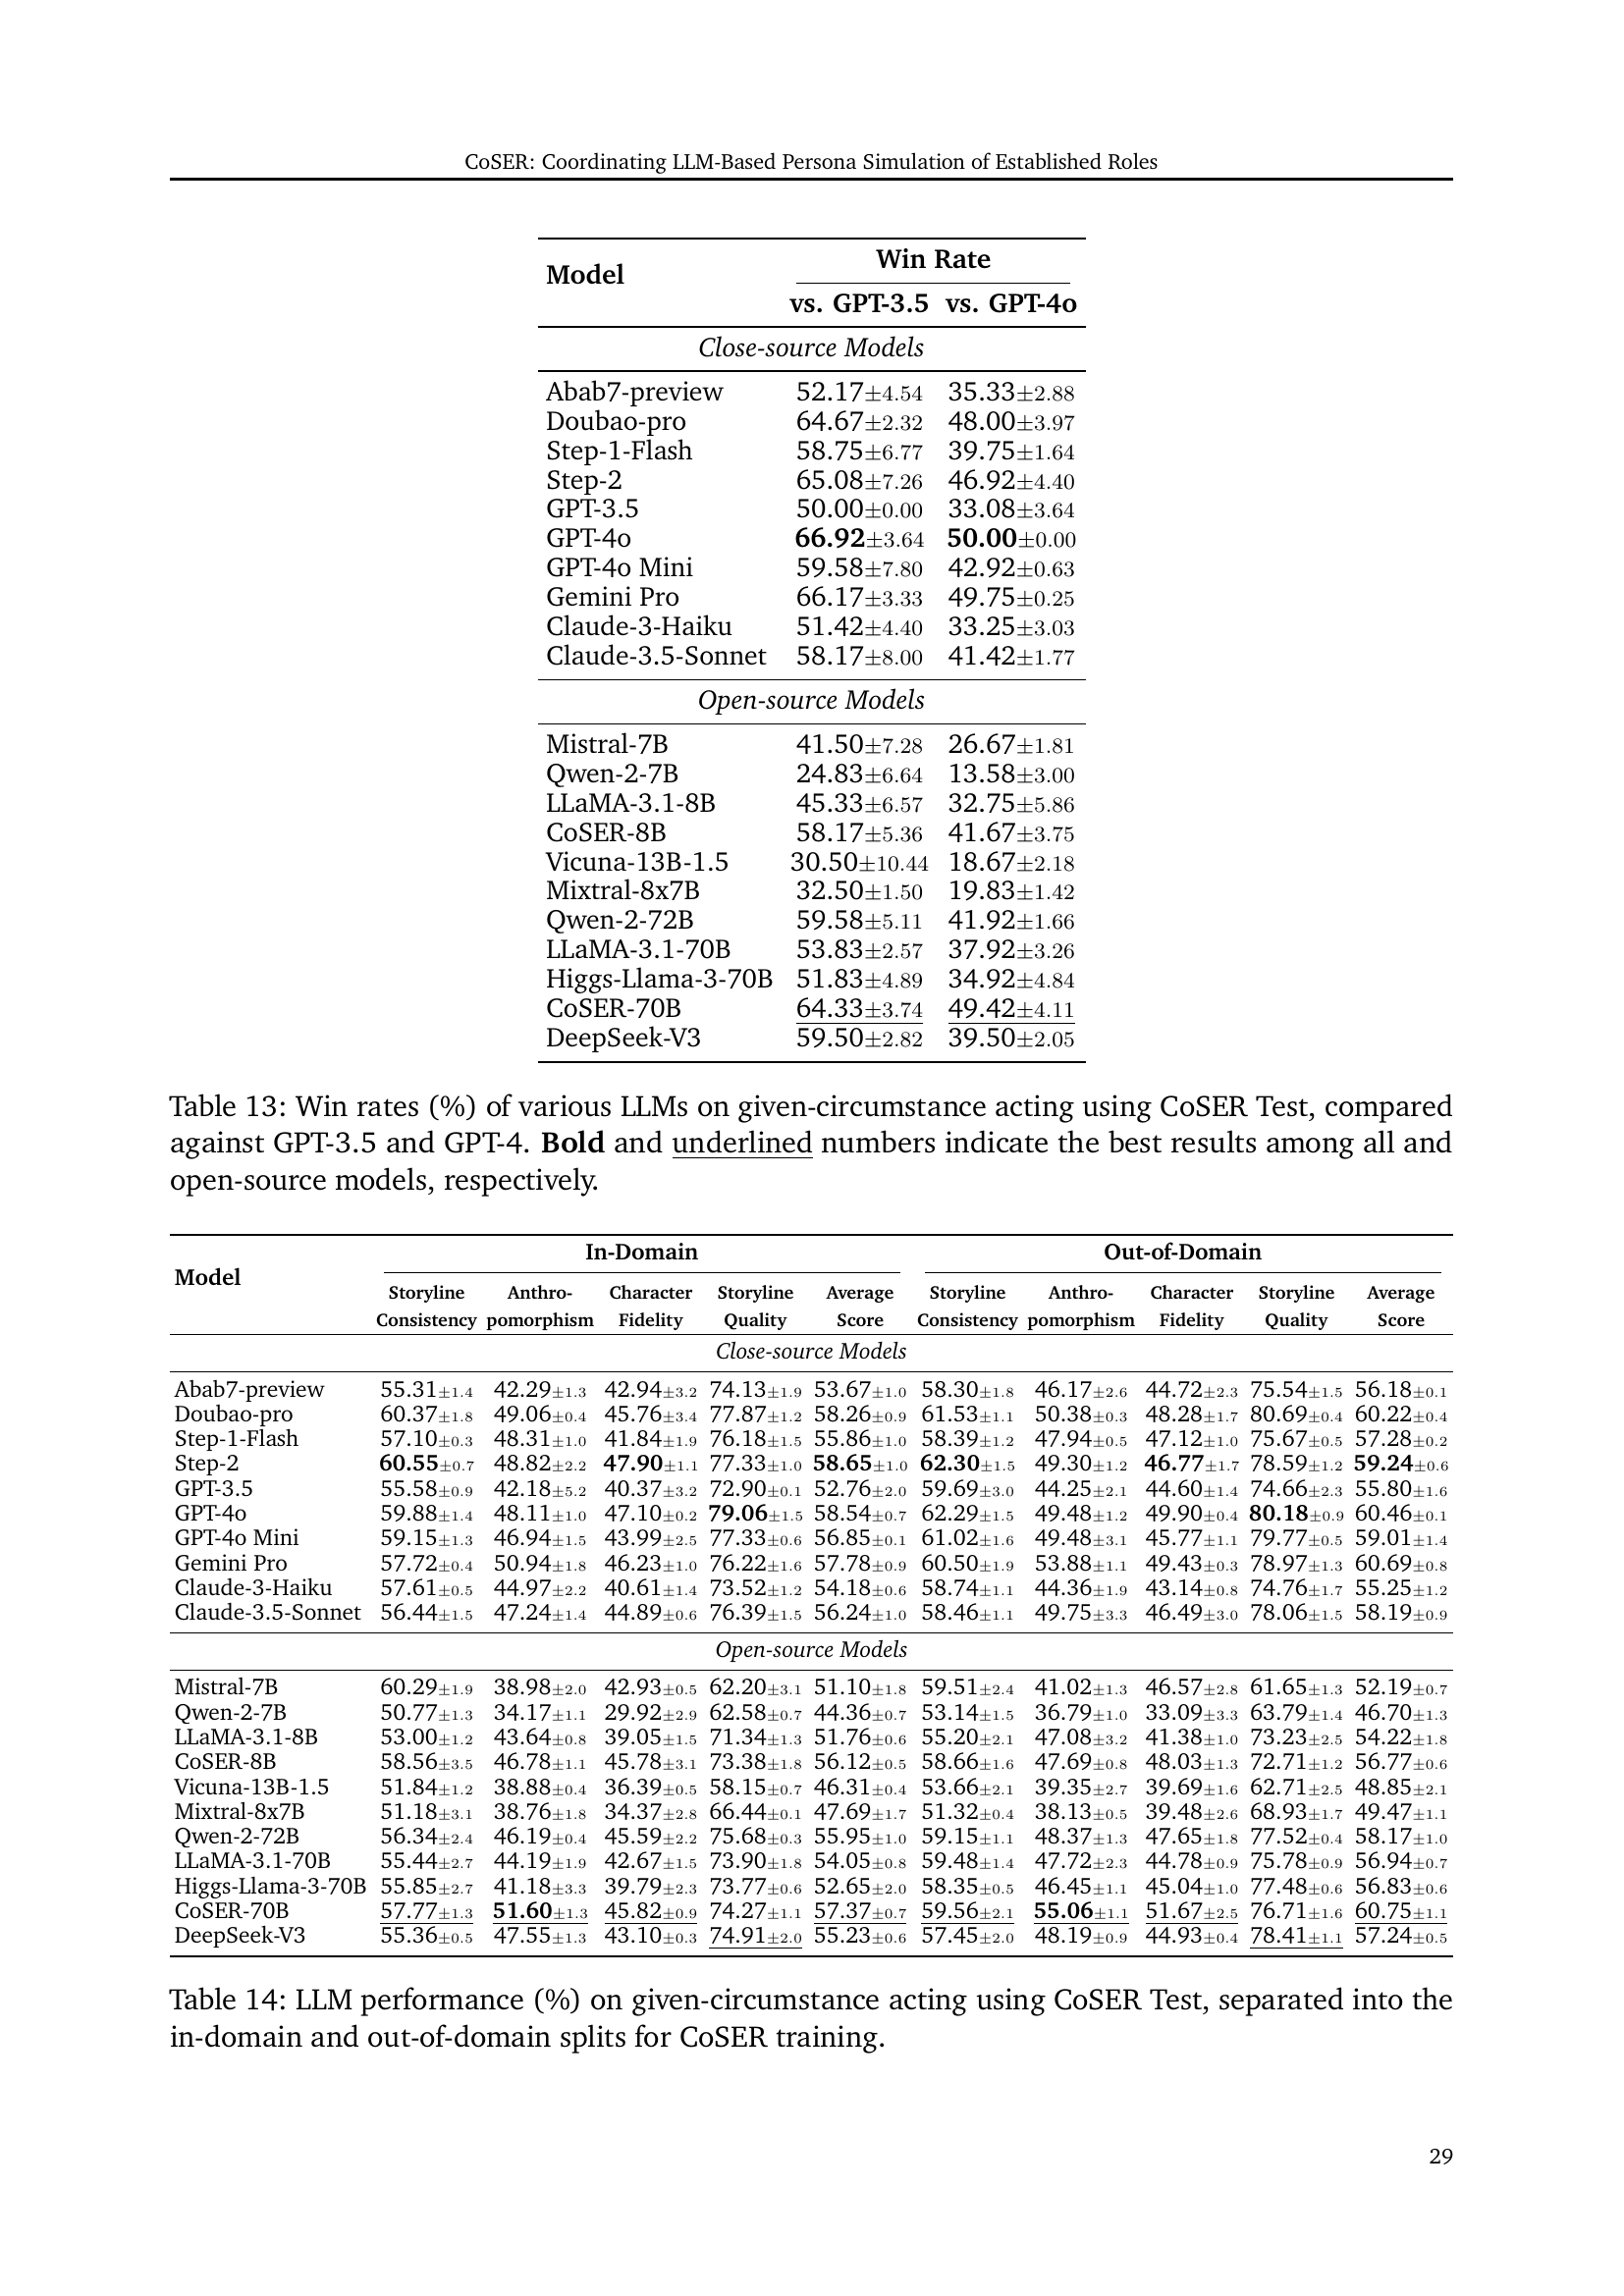 CoSER: Coordinating LLM-Based Persona Simulation of Established Roles
Model Win Rate
vs. GPT-3.5 vs. GPT-4o
Close-source Models
Abab7-preview 52.17±4.54 35.33±2.88
Doubao-pro 64.67±2.32 48.00±3.97
Step-1-Flash 58.75±6.77 39.75±1.64
Step-2 65.08±7.26 46.92±4.40
GPT-3.5 50.00±0.00 33.08±3.64
GPT-4o 66.92±3.64 50.00±0.00
GPT-4o Mini 59.58±7.80 42.92±0.63
Gemini Pro 66.17±3.33 49.75±0.25
Claude-3-Haiku 51.42±4.40 33.25±3.03
Claude-3.5-Sonnet 58.17±8.00 41.42±1.77
Open-source Models
Mistral-7B 41.50±7.28 26.67±1.81
Qwen-2-7B 24.83±6.64 13.58±3.00
LLaMA-3.1-8B 45.33±6.57 32.75±5.86
CoSER-8B 58.17±5.36 41.67±3.75
Vicuna-13B-1.5 30.50±10.44 18.67±2.18
Mixtral-8x7B 32.50±1.50 19.83±1.42
Qwen-2-72B 59.58±5.11 41.92±1.66
LLaMA-3.1-70B 53.83±2.57 37.92±3.26
Higgs-Llama-3-70B 51.83±4.89 34.92±4.84
CoSER-70B 64.33±3.74 49.42±4.11
DeepSeek-V3 59.50±2.82 39.50±2.05
Table 13: Win rates (%) of various LLMs on given-circumstance acting using CoSER Test, compared
against GPT-3.5 and GPT-4. Bold and underlined numbers indicate the best results among all and
open-source models, respectively.
Model In-Domain Out-of-Domain
Storyline Anthro- Character Storyline Average Storyline Anthro- Character Storyline Average
Consistency pomorphism Fidelity Quality Score Consistency pomorphism Fidelity Quality Score
Close-source Models
Abab7-preview 55.31±1.4 42.29±1.3 42.94±3.2 74.13±1.9 53.67±1.0 58.30±1.8 46.17±2.6 44.72±2.3 75.54±1.5 56.18±0.1
Doubao-pro 60.37±1.8 49.06±0.4 45.76±3.4 77.87±1.2 58.26±0.9 61.53±1.1 50.38±0.3 48.28±1.7 80.69±0.4 60.22±0.4
Step-1-Flash 57.10±0.3 48.31±1.0 41.84±1.9 76.18±1.5 55.86±1.0 58.39±1.2 47.94±0.5 47.12±1.0 75.67±0.5 57.28±0.2
Step-2 60.55±0.7 48.82±2.2 47.90±1.1 77.33±1.0 58.65±1.0 62.30±1.5 49.30±1.2 46.77±1.7 78.59±1.2 59.24±0.6
GPT-3.5 55.58±0.9 42.18±5.2 40.37±3.2 72.90±0.1 52.76±2.0 59.69±3.0 44.25±2.1 44.60±1.4 74.66±2.3 55.80±1.6
GPT-4o 59.88±1.4 48.11±1.0 47.10±0.2 79.06±1.5 58.54±0.7 62.29±1.5 49.48±1.2 49.90±0.4 80.18±0.9 60.46±0.1
GPT-4o Mini 59.15±1.3 46.94±1.5 43.99±2.5 77.33±0.6 56.85±0.1 61.02±1.6 49.48±3.1 45.77±1.1 79.77±0.5 59.01±1.4
Gemini Pro 57.72±0.4 50.94±1.8 46.23±1.0 76.22±1.6 57.78±0.9 60.50±1.9 53.88±1.1 49.43±0.3 78.97±1.3 60.69±0.8
Claude-3-Haiku 57.61±0.5 44.97±2.2 40.61±1.4 73.52±1.2 54.18±0.6 58.74±1.1 44.36±1.9 43.14±0.8 74.76±1.7 55.25±1.2
Claude-3.5-Sonnet 56.44±1.5 47.24±1.4 44.89±0.6 76.39±1.5 56.24±1.0 58.46±1.1 49.75±3.3 46.49±3.0 78.06±1.5 58.19±0.9
Open-source Models
Mistral-7B 60.29±1.9 38.98±2.0 42.93±0.5 62.20±3.1 51.10±1.8 59.51±2.4 41.02±1.3 46.57±2.8 61.65±1.3 52.19±0.7
Qwen-2-7B 50.77±1.3 34.17±1.1 29.92±2.9 62.58±0.7 44.36±0.7 53.14±1.5 36.79±1.0 33.09±3.3 63.79±1.4 46.70±1.3
LLaMA-3.1-8B 53.00±1.2 43.64±0.8 39.05±1.5 71.34±1.3 51.76±0.6 55.20±2.1 47.08±3.2 41.38±1.0 73.23±2.5 54.22±1.8
CoSER-8B 58.56±3.5 46.78±1.1 45.78±3.1 73.38±1.8 56.12±0.5 58.66±1.6 47.69±0.8 48.03±1.3 72.71±1.2 56.77±0.6
Vicuna-13B-1.5 51.84±1.2 38.88±0.4 36.39±0.5 58.15±0.7 46.31±0.4 53.66±2.1 39.35±2.7 39.69±1.6 62.71±2.5 48.85±2.1
Mixtral-8x7B 51.18±3.1 38.76±1.8 34.37±2.8 66.44±0.1 47.69±1.7 51.32±0.4 38.13±0.5 39.48±2.6 68.93±1.7 49.47±1.1
Qwen-2-72B 56.34±2.4 46.19±0.4 45.59±2.2 75.68±0.3 55.95±1.0 59.15±1.1 48.37±1.3 47.65±1.8 77.52±0.4 58.17±1.0
LLaMA-3.1-70B 55.44±2.7 44.19±1.9 42.67±1.5 73.90±1.8 54.05±0.8 59.48±1.4 47.72±2.3 44.78±0.9 75.78±0.9 56.94±0.7
Higgs-Llama-3-70B 55.85±2.7 41.18±3.3 39.79±2.3 73.77±0.6 52.65±2.0 58.35±0.5 46.45±1.1 45.04±1.0 77.48±0.6 56.83±0.6
CoSER-70B 57.77±1.3 51.60±1.3 45.82±0.9 74.27±1.1 57.37±0.7 59.56±2.1 55.06±1.1 51.67±2.5 76.71±1.6 60.75±1.1
DeepSeek-V3 55.36±0.5 47.55±1.3 43.10±0.3 74.91±2.0 55.23±0.6 57.45±2.0 48.19±0.9 44.93±0.4 78.41±1.1 57.24±0.5
Table 14: LLM performance (%) on given-circumstance acting using CoSER Test, separated into the
in-domain and out-of-domain splits for CoSER training.
29